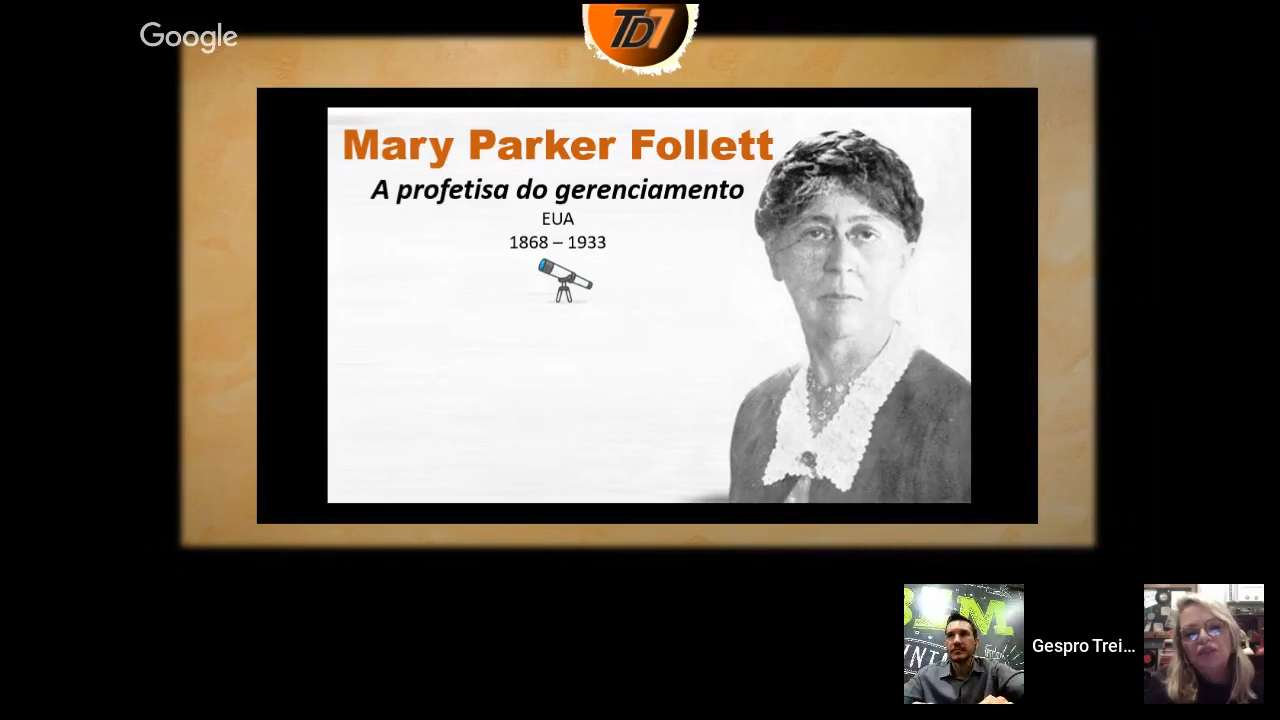 Google
TD7
Mary Parker Follett
A profetisa do gerenciamento
EUA
1868 – 1933
Gespro Trei...